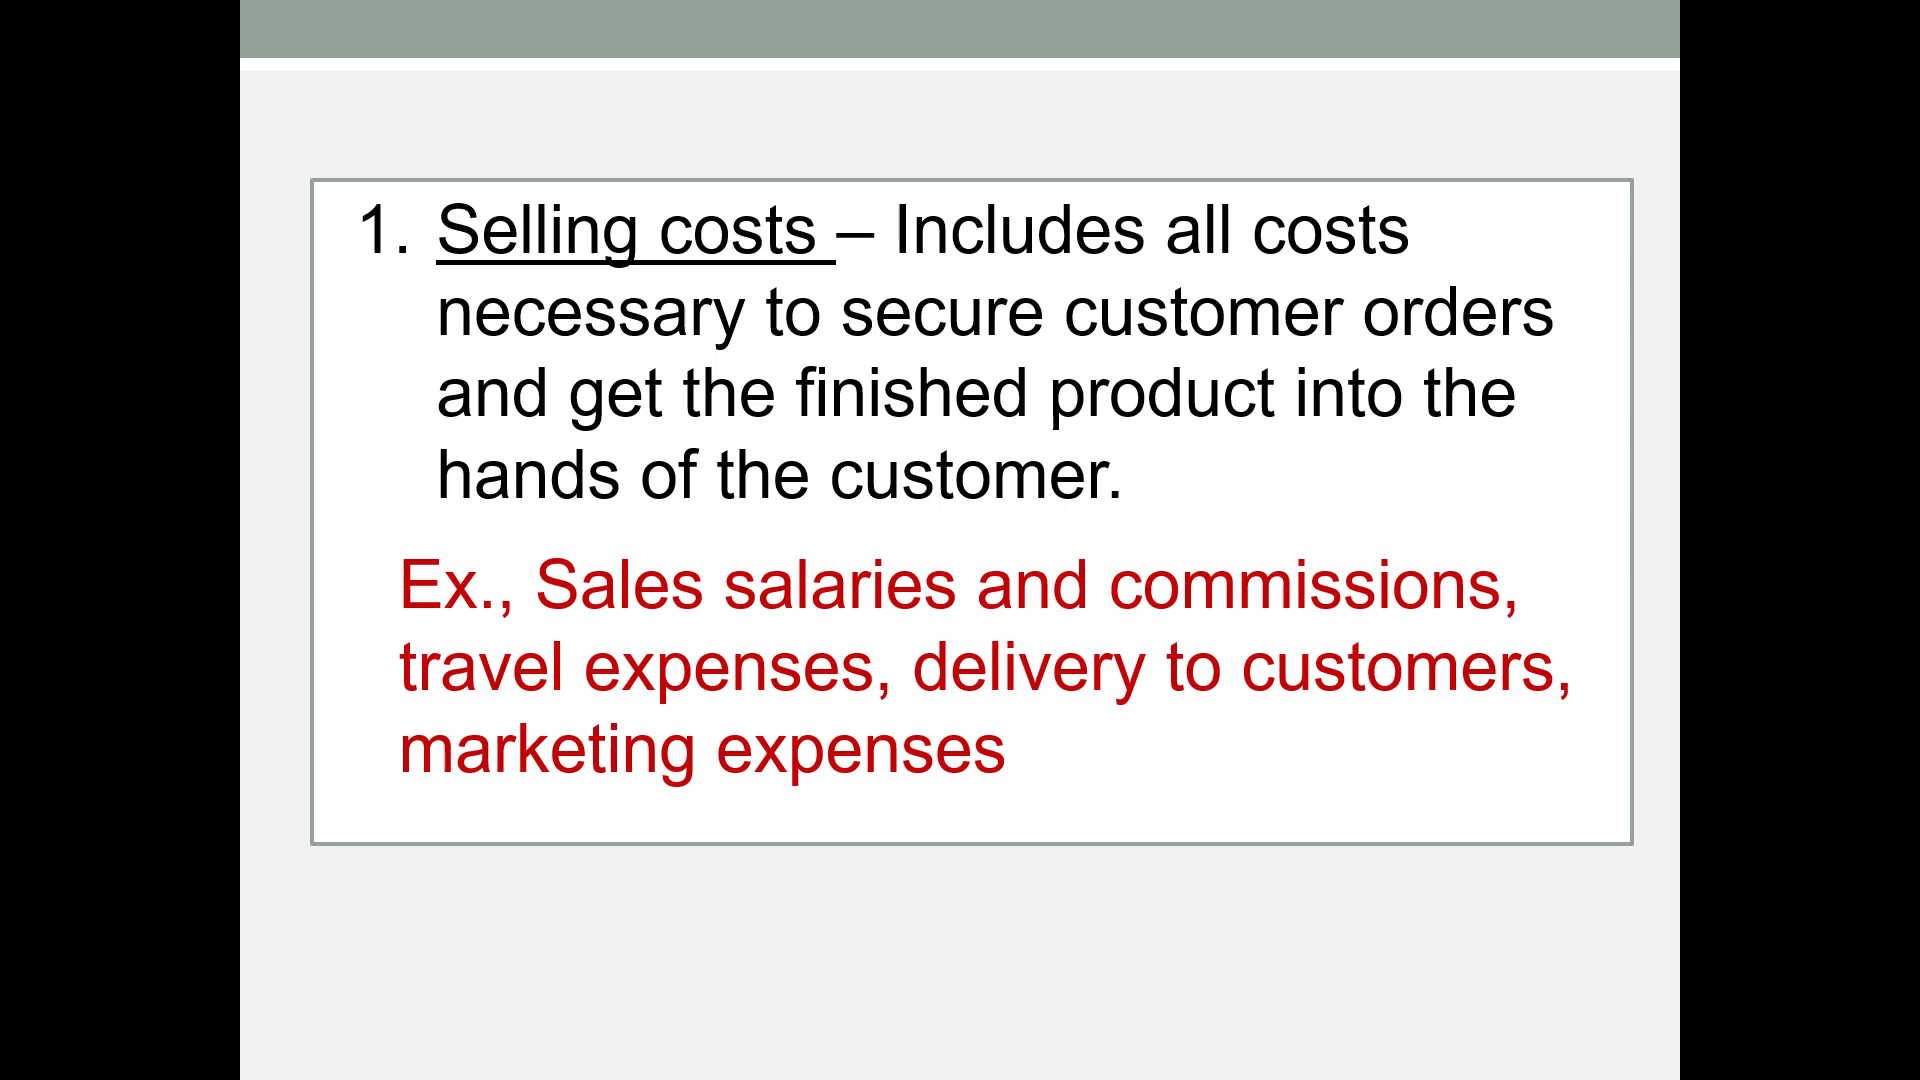 1. Selling costs – Includes all costs
necessary to secure customer orders
and get the finished product into the
hands of the customer.
Ex., Sales salaries and commissions,
travel expenses, delivery to customers,
marketing expenses